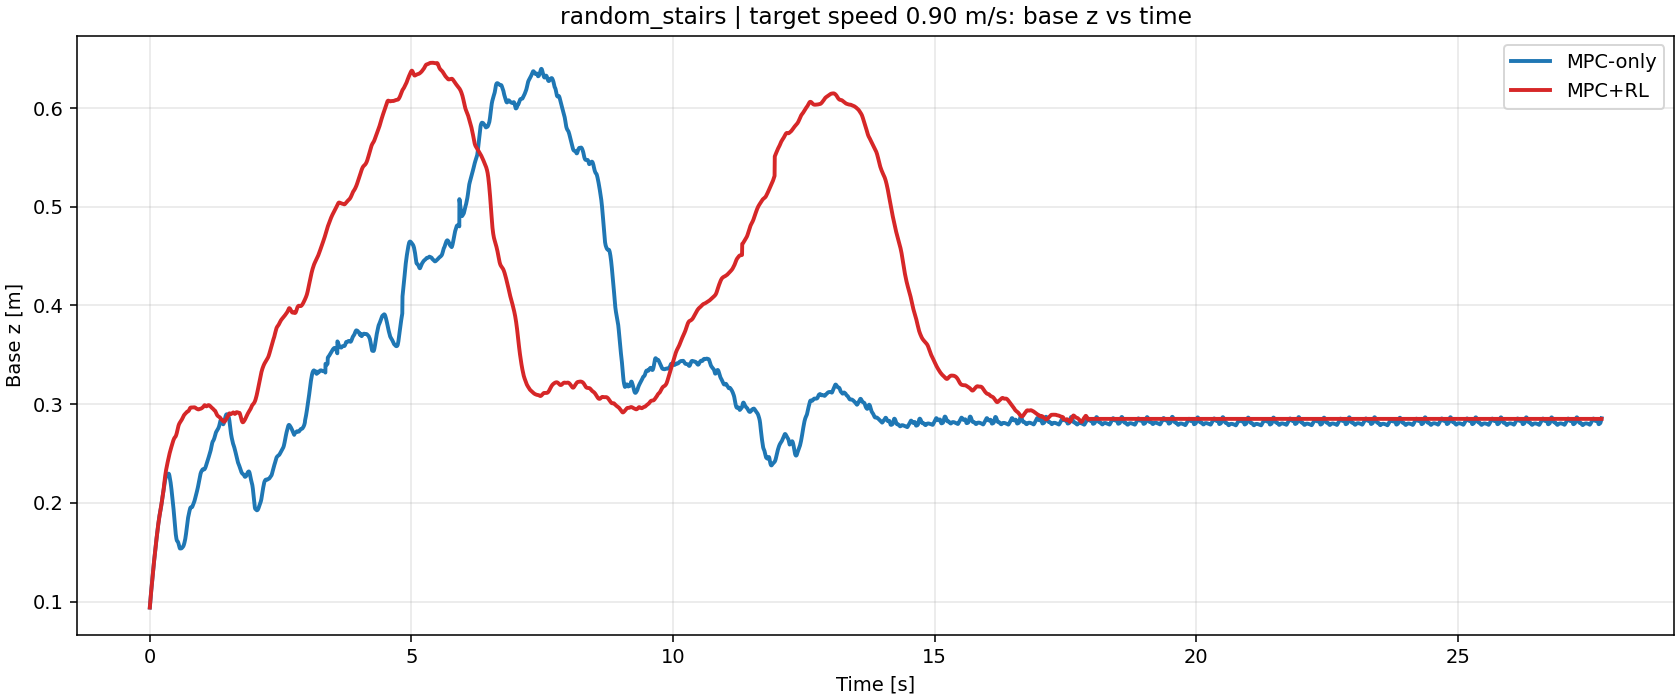 random_stairs | target speed 0.90 m/s: base z vs time
MPC-only
MPC+RL
Base z [m]
0.6
0.5
0.4
0.3
0.2
0.1
0
5
10
15
20
25
Time [s]